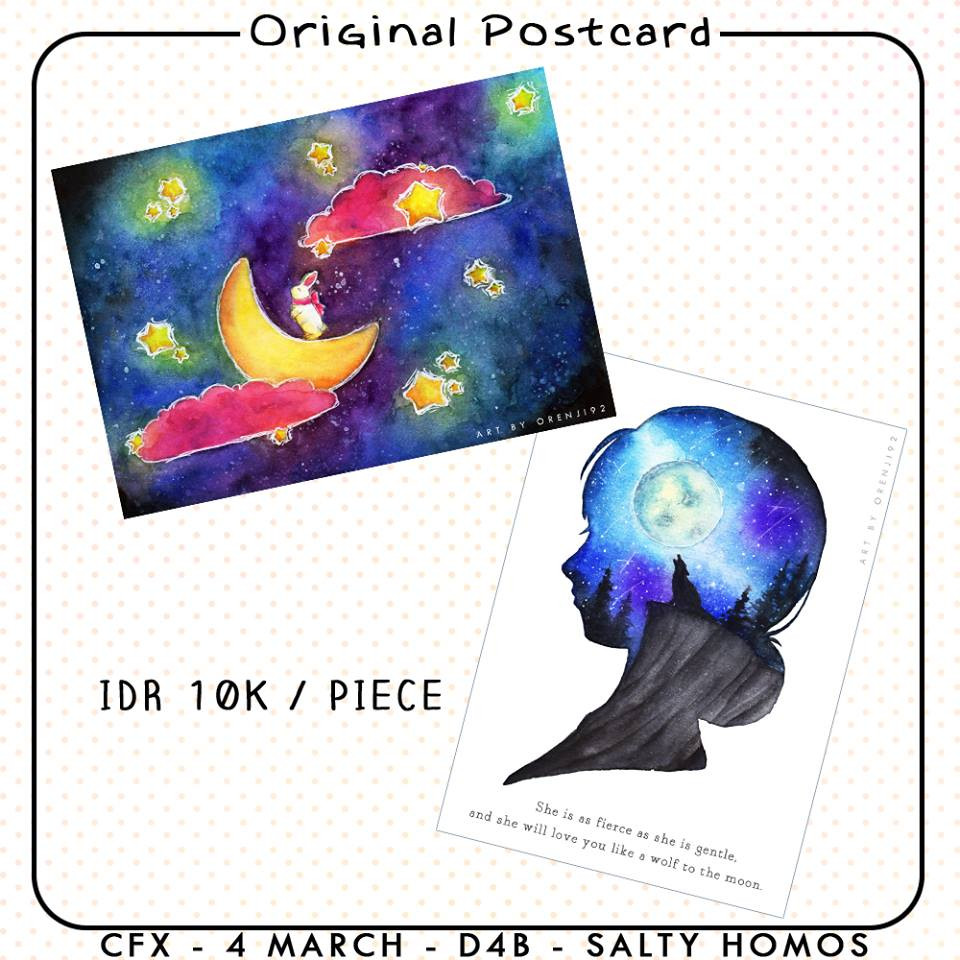 Original Postcard
ART BY ORENJI92
ART BY ORENJI92
IDR 10K / PIECE
She is as fierce as she is gentle,
and she will love you like a wolf to the moon.
CFX - 4 MARCH - D4B - SALTY HOMOS